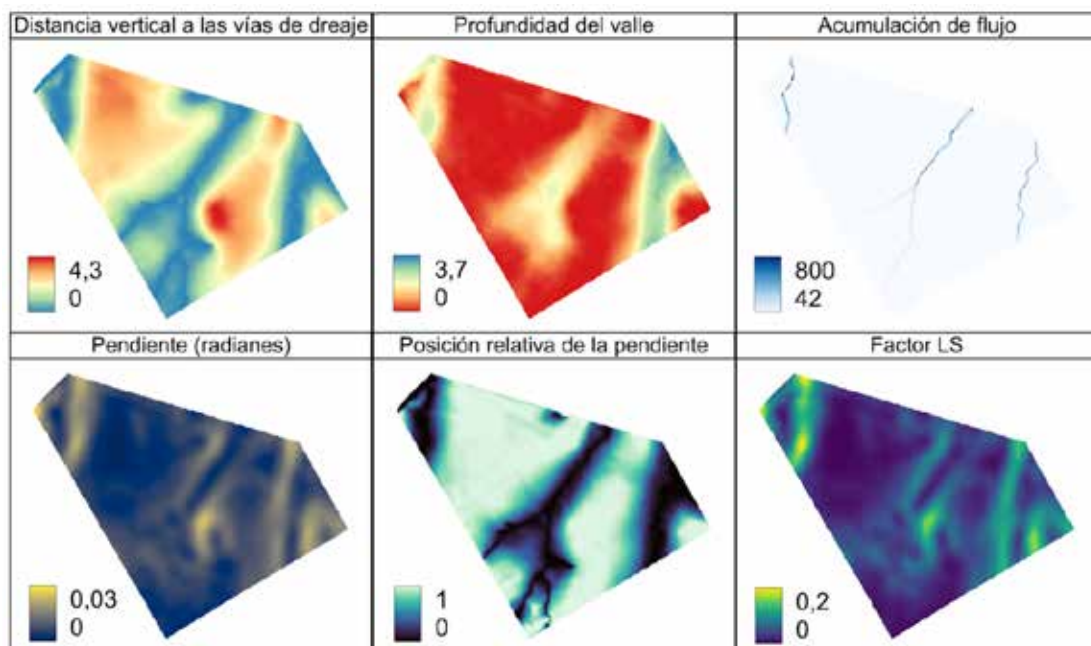 Distancia vertical a las vías de dreaje
Profundidad del valle
Acumulación de flujo
4,3
0
3,7
0
800
42
Pendiente (radianes)
Posición relativa de la pendiente
Factor LS
0,03
0
1
0
0,2
0